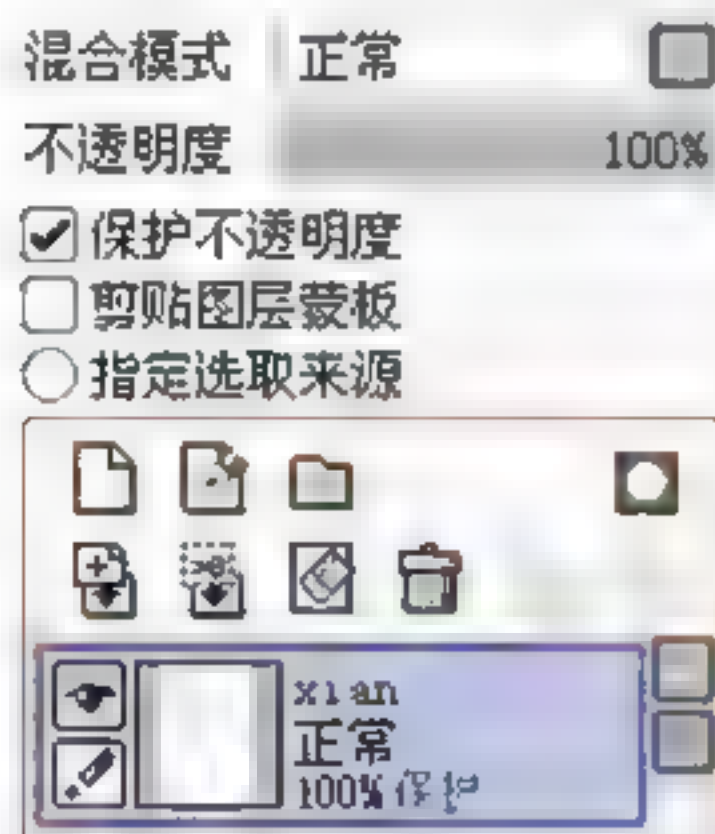 混合模式 正常
不透明度 100%
保护不透明度
剪贴图层蒙板
指定选取来源
xian
正常
100% 保护